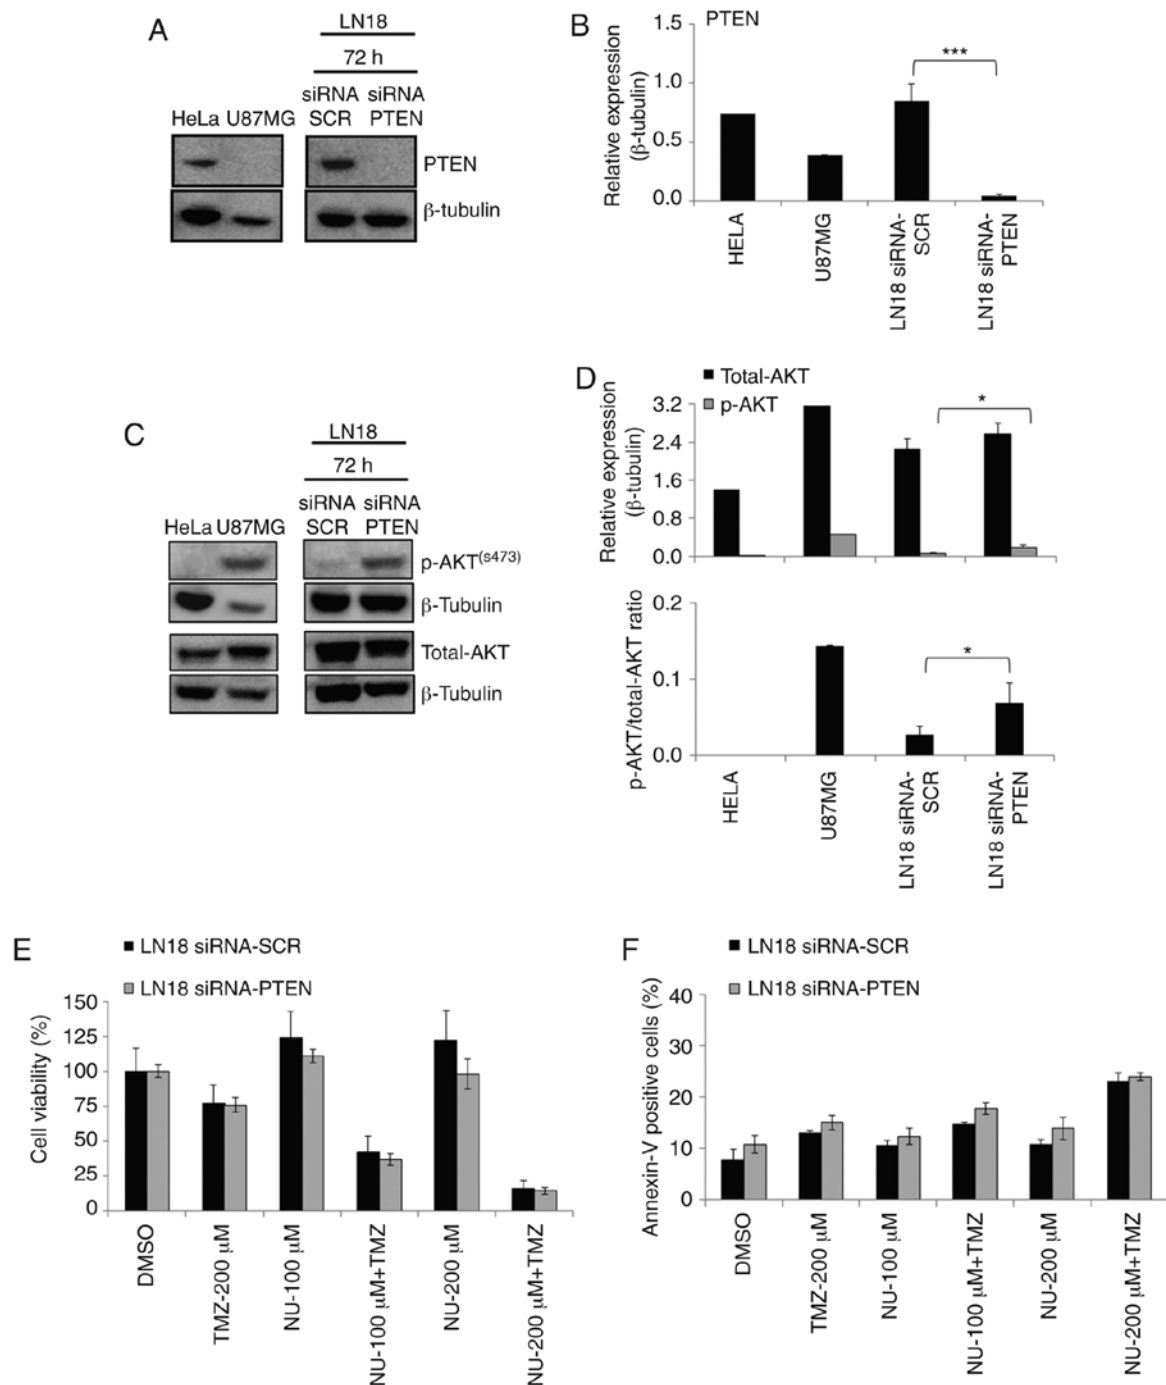 A
LN18
72 h
siRNA siRNA
HeLa U87MG SCR PTEN
PTEN
β-tubulin
B
PTEN
Relative expression
(β-tubulin)
1.5
1.0
0.5
0.0
***
HELA
U87MG
LN18 siRNA-
SCR
LN18 siRNA-
PTEN
C
LN18
72 h
siRNA siRNA
HeLa U87MG SCR PTEN
p-AKT(s473)
β-Tubulin
Total-AKT
β-Tubulin
D
Total-AKT
p-AKT
Relative expression
(β-tubulin)
3.2
2.4
1.6
0.8
0.0
*
p-AKT/total-AKT ratio
0.2
0.1
0.0
*
HELA
U87MG
LN18 siRNA-
SCR
LN18 siRNA-
PTEN
E
LN18 siRNA-SCR
LN18 siRNA-PTEN
Cell viability (%)
150
125
100
75
50
25
0
DMSO
TMZ-200 μM
NU-100 μM
NU-100 μM+TMZ
NU-200 μM
NU-200 μM+TMZ
F
LN18 siRNA-SCR
LN18 siRNA-PTEN
Annexin-V positive cells (%)
40
30
20
10
0
DMSO
TMZ-200 μM
NU-100 μM
NU-100 μM+TMZ
NU-200 μM
NU-200 μM+TMZ